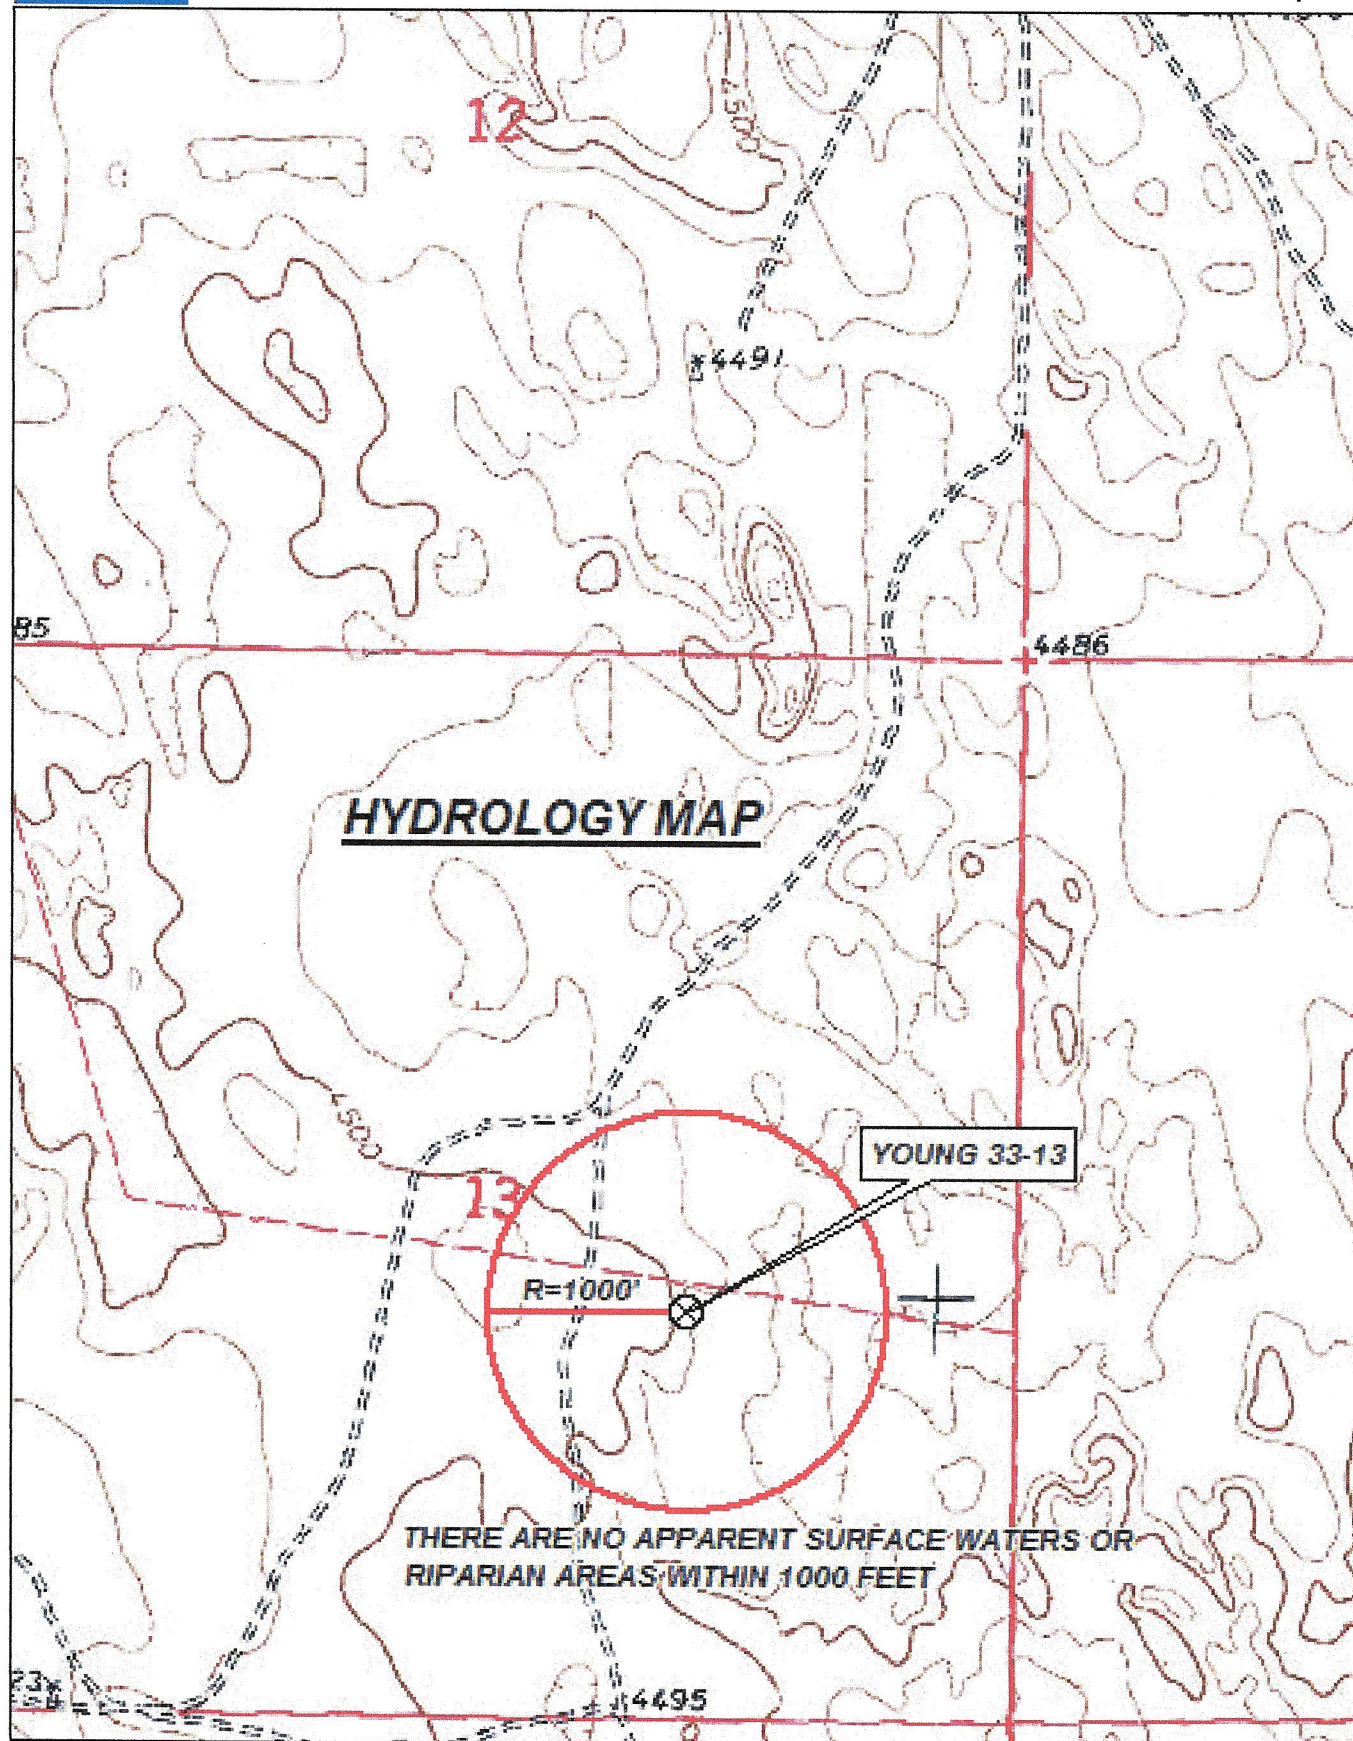 4500
12
4491
85
4486
HYDROLOGY MAP
4500
YOUNG 33-13
13
R=1000'
THERE ARE NO APPARENT SURFACE WATERS OR
RIPARIAN AREAS WITHIN 1000 FEET
4495